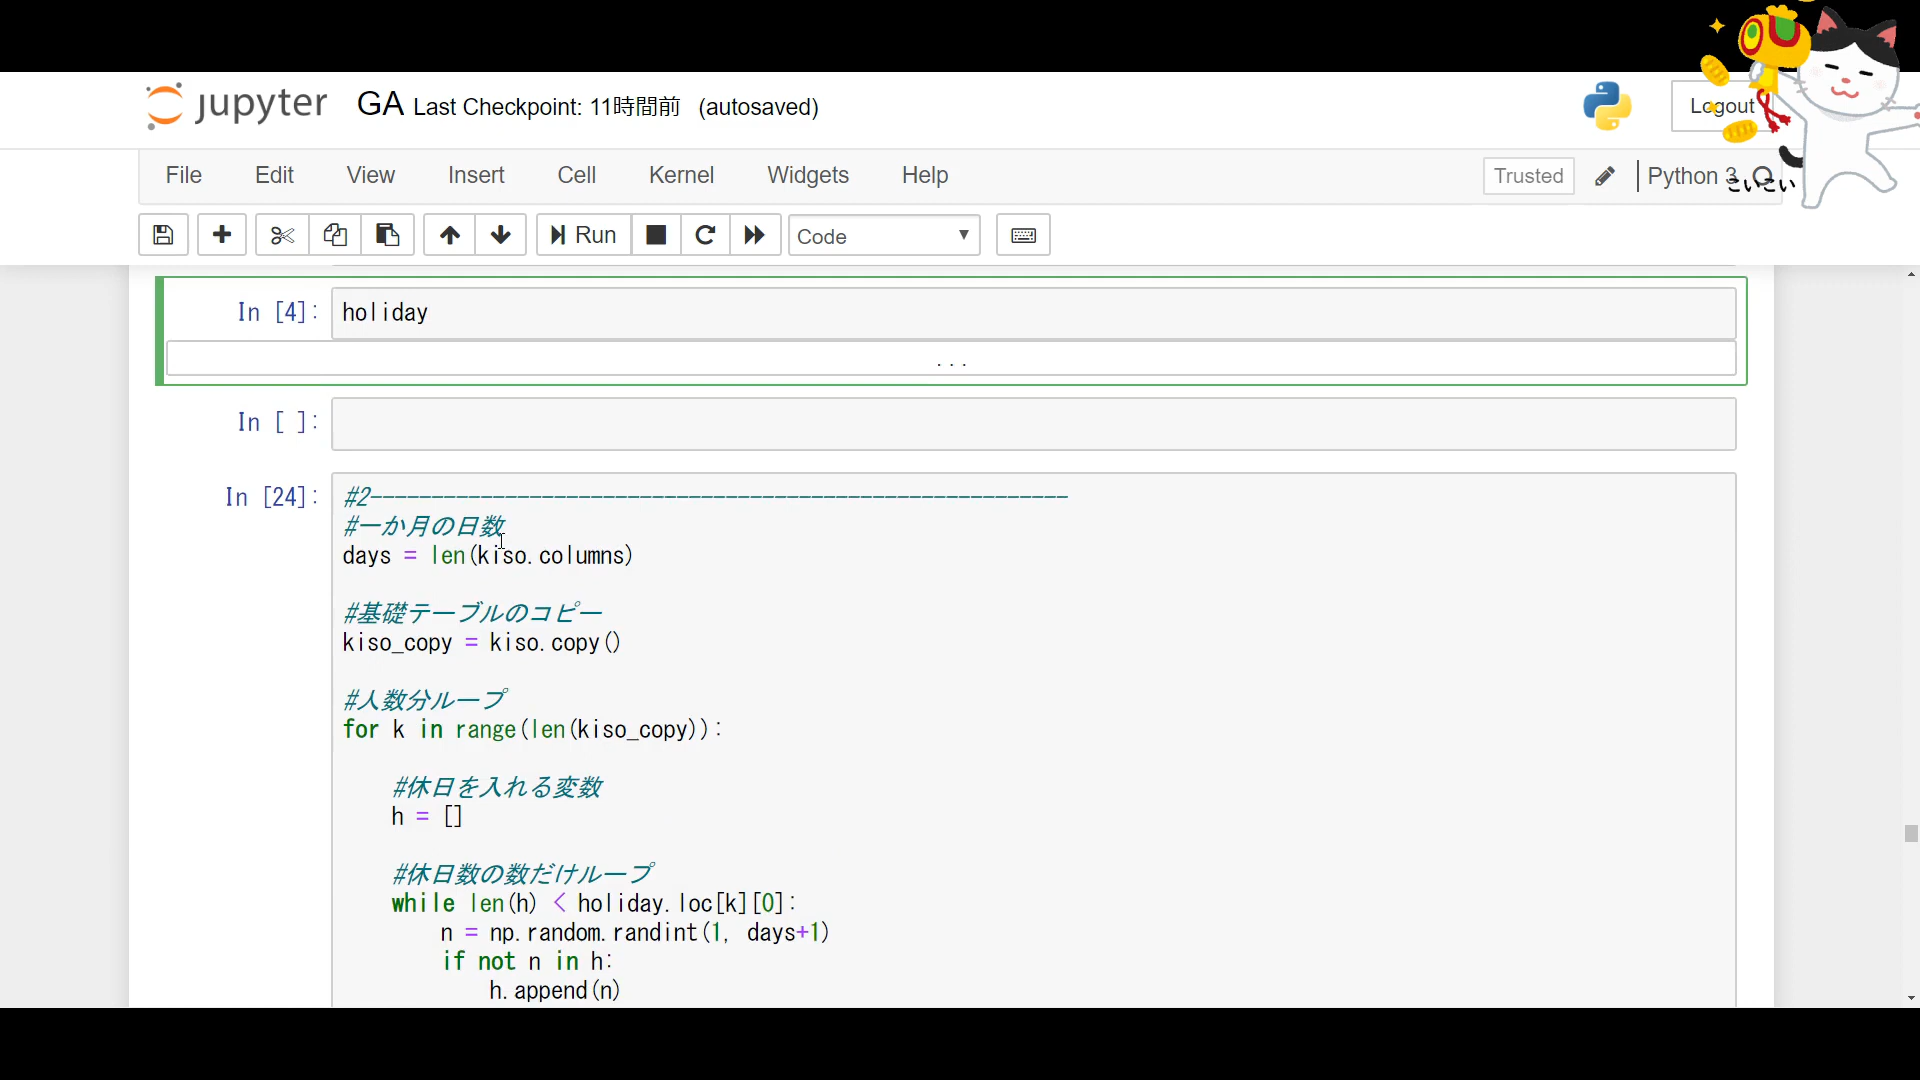 jupyter GA Last Checkpoint: 11時間前 (autosaved)
Logout
File Edit View Insert Cell Kernel Widgets Help
Trusted Python 3
こいこい
Run Code
In [4]: holiday
...
In [ ]:
In [24]: #2---------------------------------------------------------
#一か月の日数
days = len(kiso.columns)
#基礎テーブルのコピー
kiso_copy = kiso.copy()
#人数分ループ
for k in range(len(kiso_copy)):
#休日を入れる変数
h = []
#休日数の数だけループ
while len(h) < holiday.loc[k][0]:
n = np.random.randint(1, days+1)
if not n in h:
h.append(n)